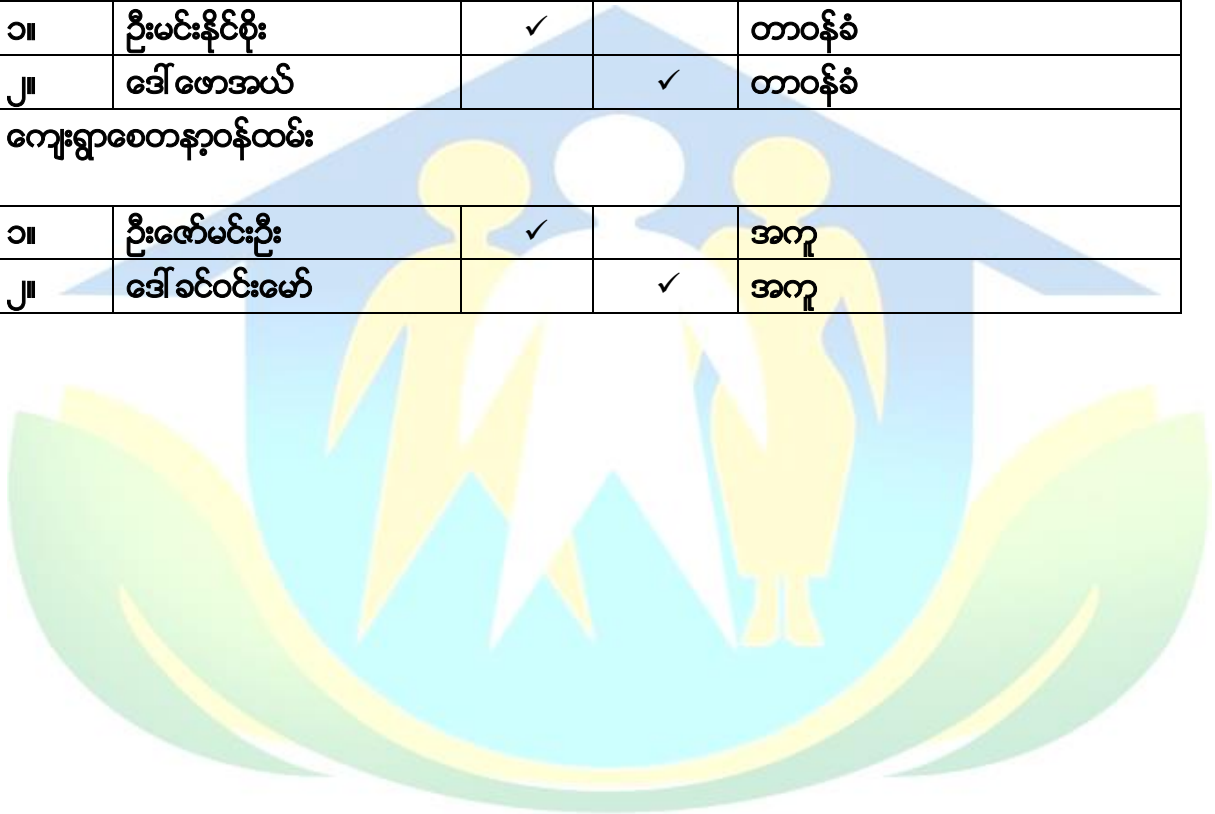 ၁။ ဦးမင်းနိုင်စိုး ✓ တာဝန်ခံ
၂။ ဒေါ်ဖောအယ် ✓ တာဝန်ခံ
ကျေးရွာစေတနာ့ဝန်ထမ်း
၁။ ဦးဇော်မင်းဦး ✓ အကူ
၂။ ဒေါ်ခင်ဝင်းမော် ✓ အကူ